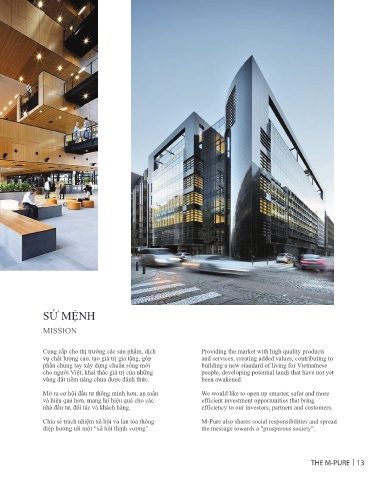 SỨ MỆNH
MISSION
Cung cấp cho thị trường các sản phẩm, dịch
vụ chất lượng cao, tạo giá trị gia tăng, góp
phần chung tay xây dựng chuẩn sống mới
cho người Việt, khai thác giá trị của những
vùng đất tiềm năng chưa được đánh thức.
Mở ra cơ hội đầu tư thông minh hơn, an toàn
và hiệu quả hơn, mang lại hiệu quả cho các
nhà đầu tư, đối tác và khách hàng.
Chia sẻ trách nhiệm xã hội và lan tỏa thông
điệp hướng tới một “xã hội thịnh vượng”.
Providing the market with high quality products
and services, creating added values, contributing to
building a new standard of living for Vietnamese
people, developing potential lands that have not yet
been awakened.
We would like to open up smarter, safer and more
efficient investment opportunities that bring
efficiency to our investors, partners and customers.
M-Pure also shares social responsibilities and spread
the message towards a "prosperous society".
THE M-PURE | 13